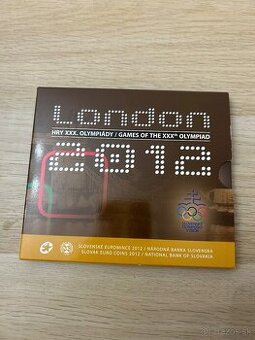 London
HRY XXX. OLYMPIÁDY / GAMES OF THE XXXth OLYMPIAD
2012
SLOVENSKÉ EUROMINCE 2012 / NÁRODNÁ BANKA SLOVENSKA
SLOVAK EURO COINS 2012 / NATIONAL BANK OF SLOVAKIA